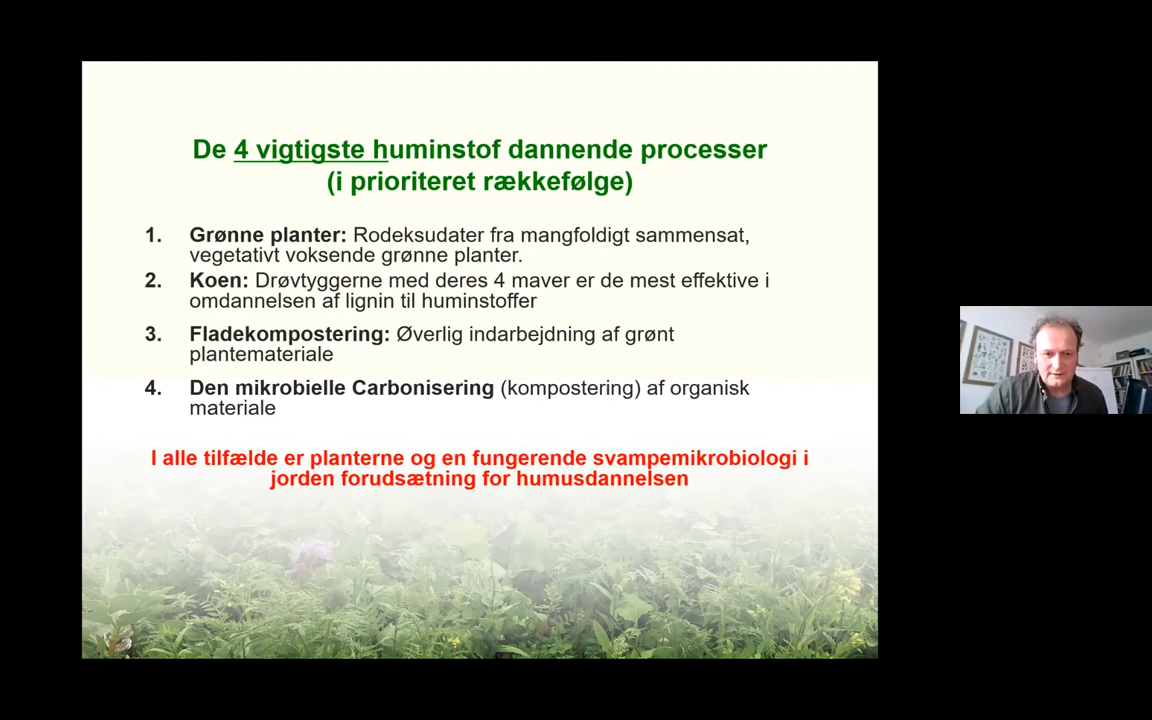 De 4 vigtigste huminstof dannende processer
(i prioriteret rækkefølge)
1. Grønne planter: Rodeksudater fra mangfoldigt sammensat,
vegetativt voksende grønne planter.
2. Koen: Drøvtyggerne med deres 4 maver er de mest effektive i
omdannelsen af lignin til huminstoffer
3. Fladekompostering: Øverlig indarbejdning af grønt
plantemateriale
4. Den mikrobielle Carbonisering (kompostering) af organisk
materiale
I alle tilfælde er planterne og en fungerende svampemikrobiologi i
jorden forudsætning for humusdannelsen